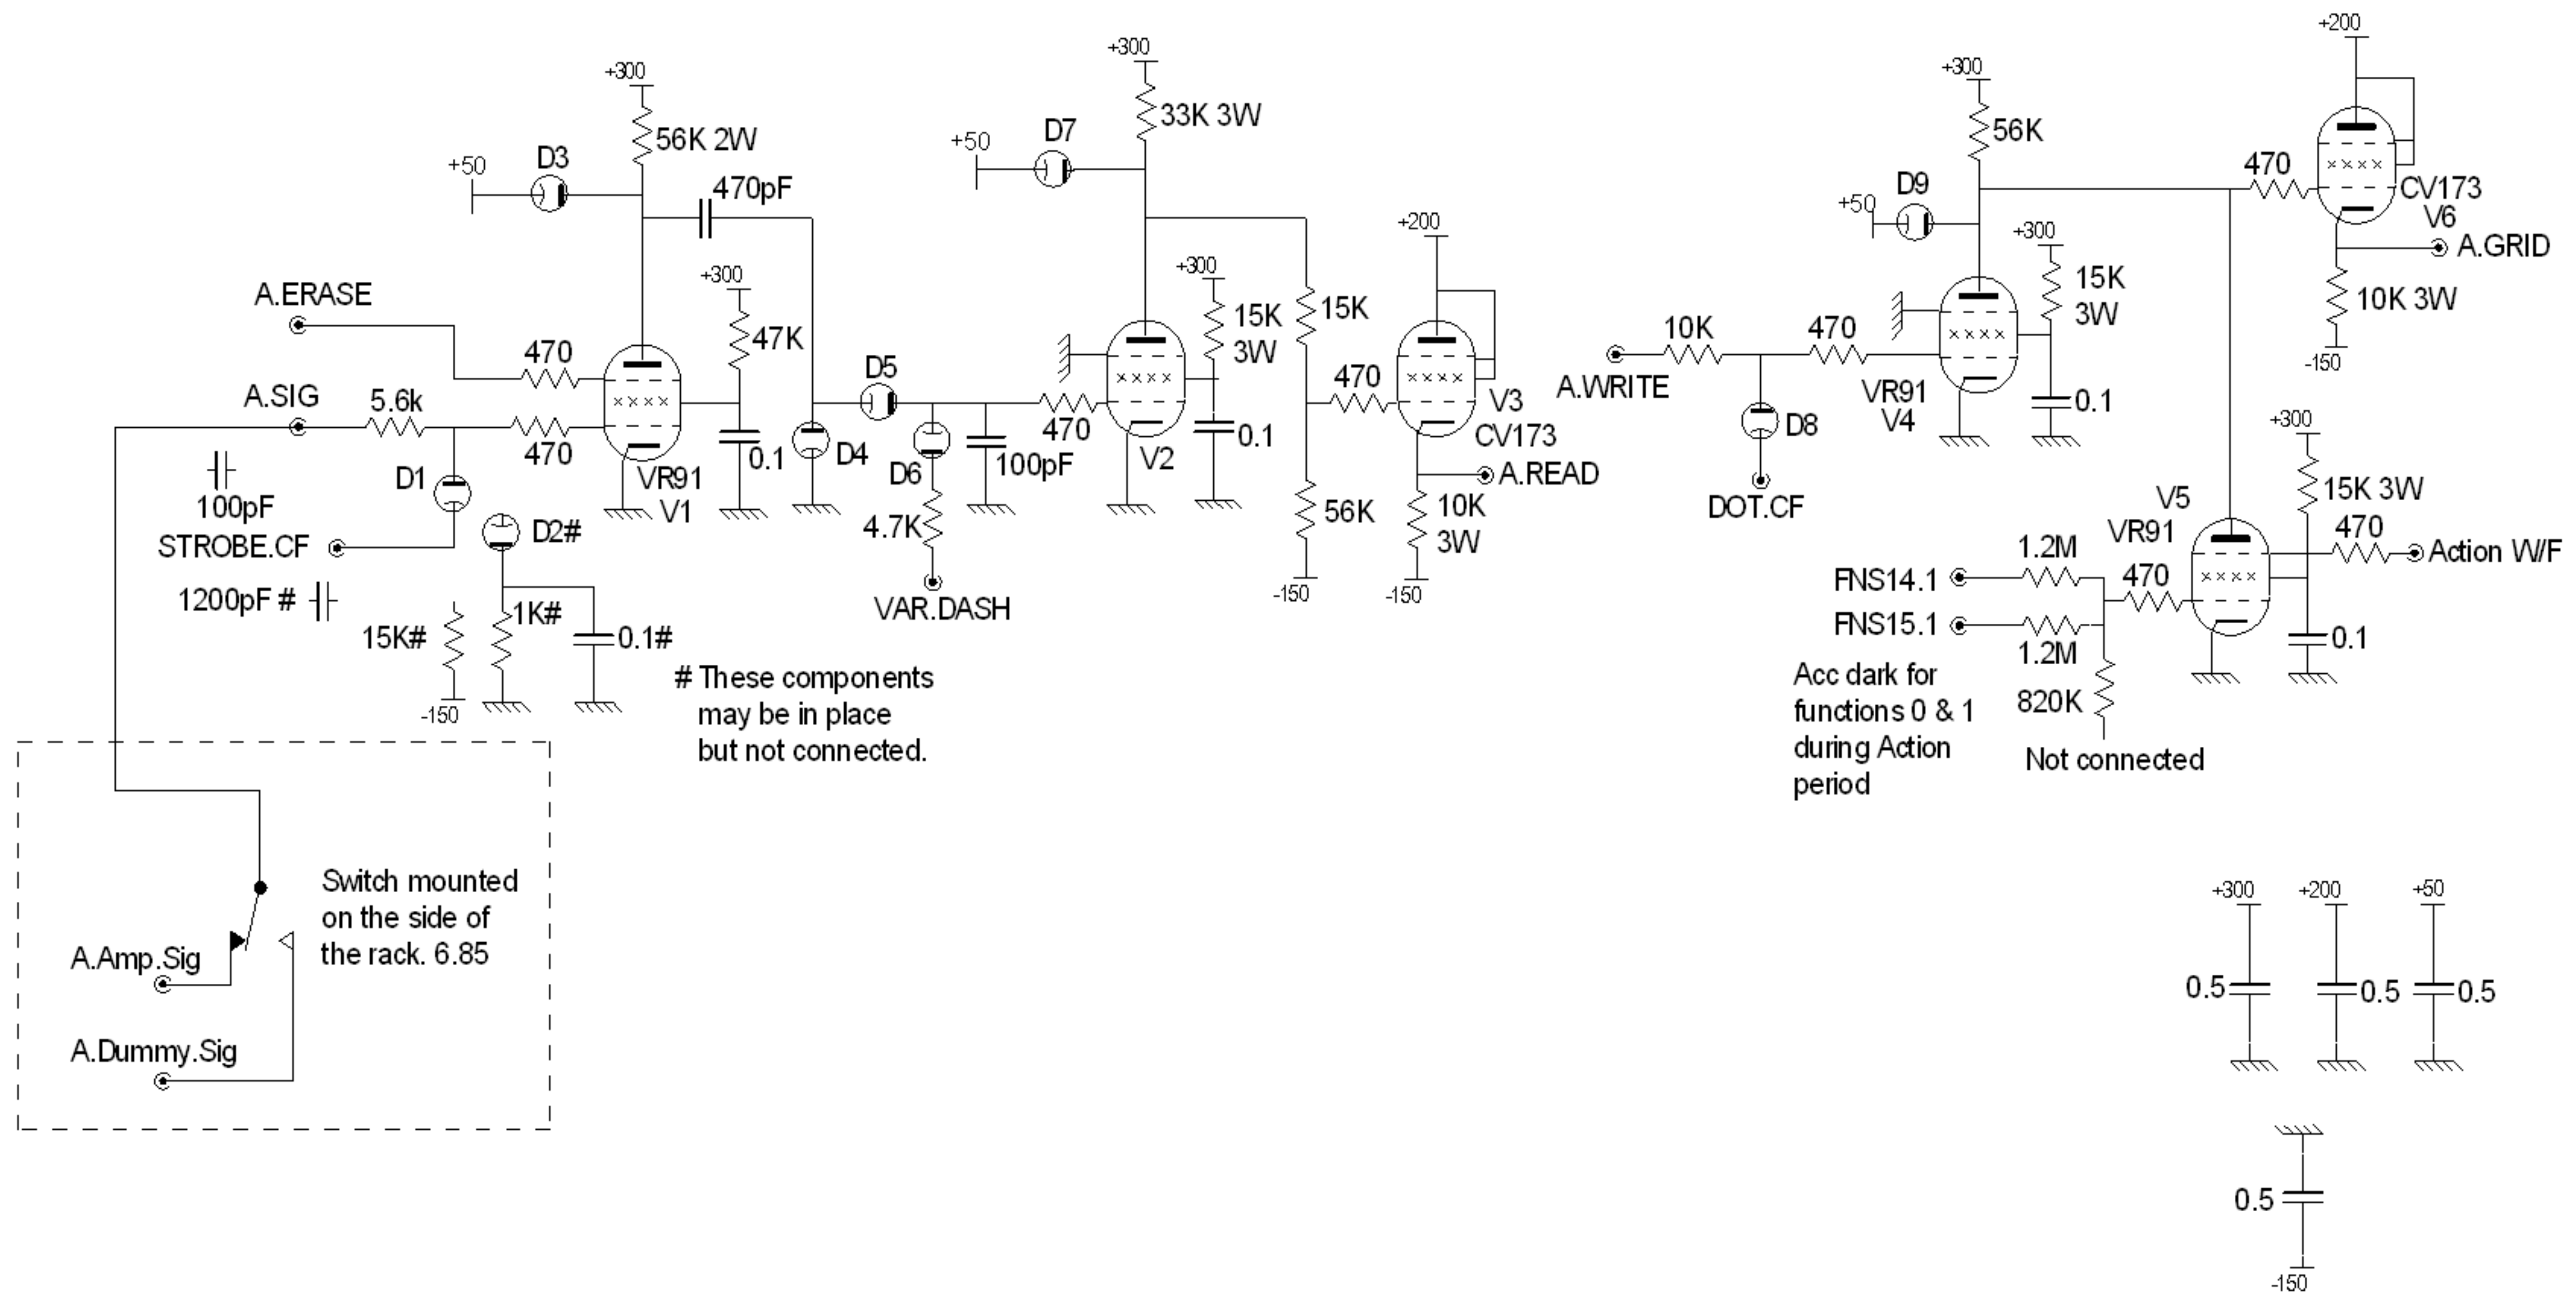 +300
56K 2W
D3
+50
470pF
A.ERASE
470
A.SIG
5.6k
470
VR91
V1
+300
47K
0.1
D1
100pF
STROBE.CF
1200pF #
D2#
15K#
-150
1K#
0.1#
# These components
may be in place
but not connected.
D4
D5
D6
4.7K
VAR.DASH
100pF
+300
33K 3W
D7
+50
470
V2
+300
15K
3W
0.1
15K
56K
-150
+200
470
V3
CV173
A.READ
10K
3W
-150
A.WRITE
10K
D8
DOT.CF
470
VR91
V4
+300
56K
D9
+50
+300
15K
3W
0.1
+200
470
CV173
V6
A.GRID
10K 3W
-150
+300
15K 3W
470
Action W/F
V5
VR91
0.1
FNS14.1
1.2M
FNS15.1
1.2M
470
820K
Not connected
Acc dark for
functions 0 & 1
during Action
period
Switch mounted
on the side of
the rack. 6.85
A.Amp.Sig
A.Dummy.Sig
+300
+200
+50
0.5
0.5
0.5
0.5
-150